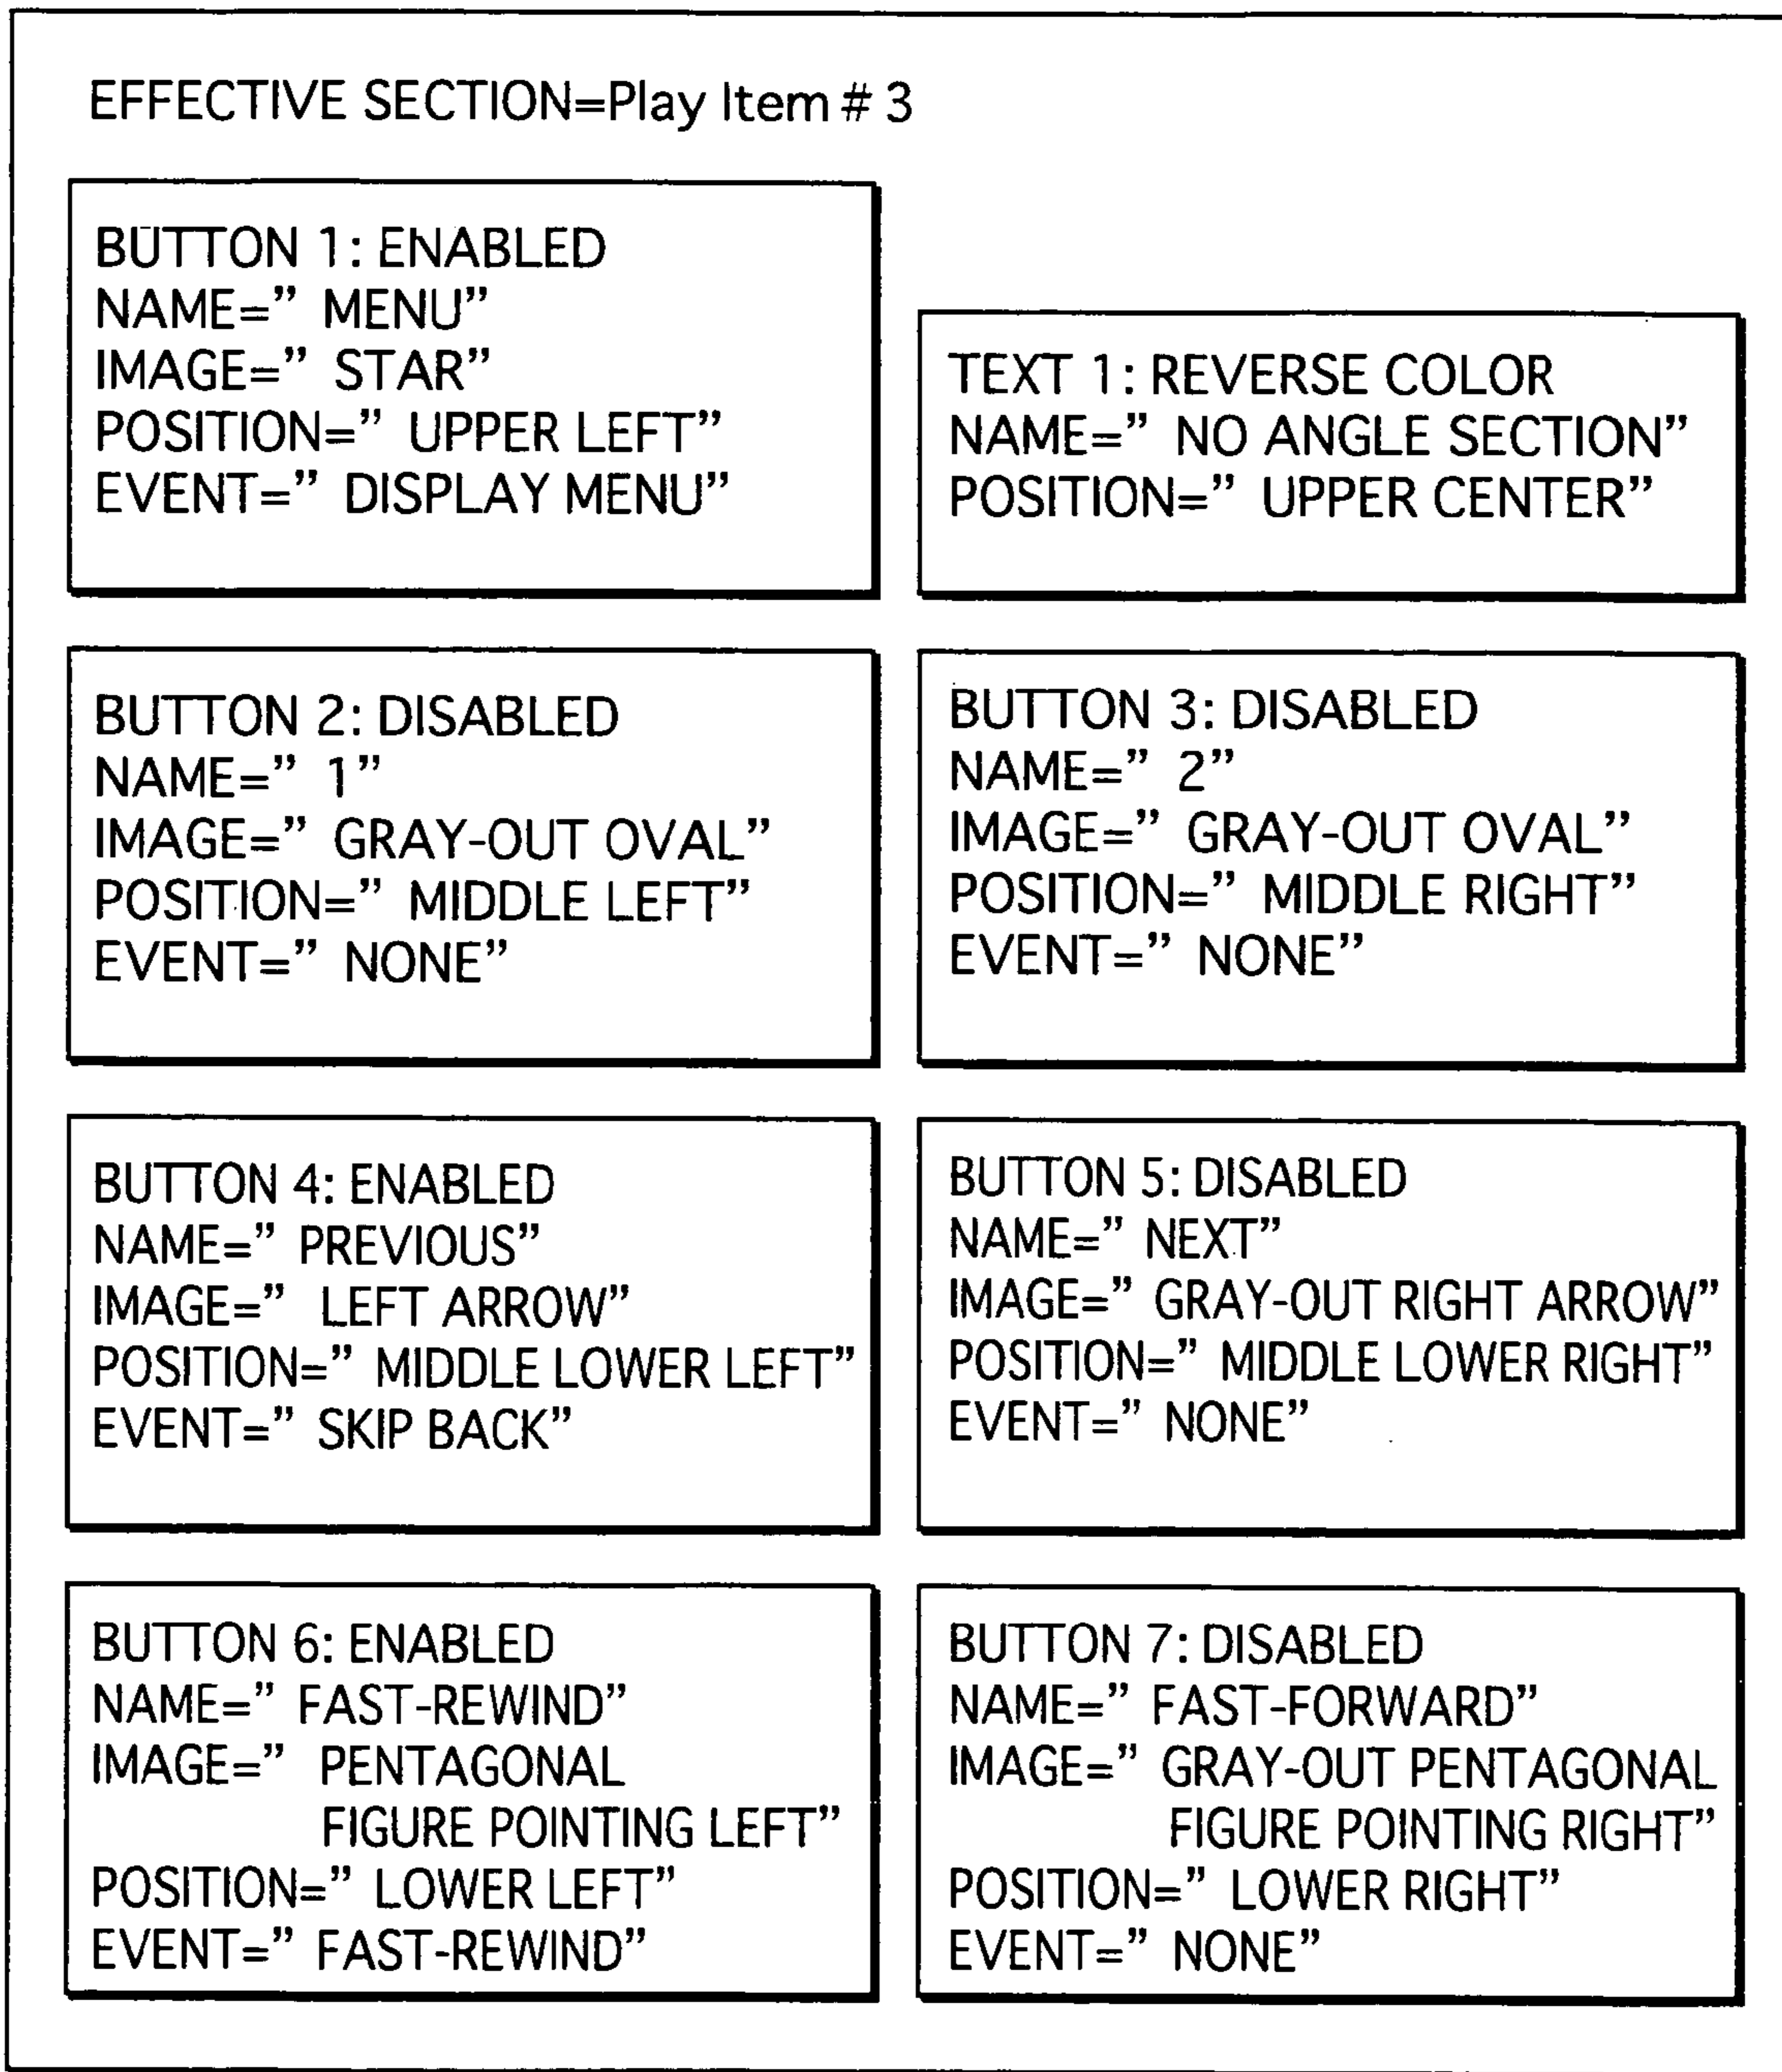 EFFECTIVE SECTION=Play Item # 3
BUTTON 1: ENABLED
NAME=” MENU”
IMAGE=” STAR”
POSITION=” UPPER LEFT”
EVENT=” DISPLAY MENU”
TEXT 1: REVERSE COLOR
NAME=” NO ANGLE SECTION”
POSITION=” UPPER CENTER”
BUTTON 2: DISABLED
NAME=” 1”
IMAGE=” GRAY-OUT OVAL”
POSITION=” MIDDLE LEFT”
EVENT=” NONE”
BUTTON 3: DISABLED
NAME=” 2”
IMAGE=” GRAY-OUT OVAL”
POSITION=” MIDDLE RIGHT”
EVENT=” NONE”
BUTTON 4: ENABLED
NAME=” PREVIOUS”
IMAGE=” LEFT ARROW”
POSITION=” MIDDLE LOWER LEFT”
EVENT=” SKIP BACK”
BUTTON 5: DISABLED
NAME=” NEXT”
IMAGE=” GRAY-OUT RIGHT ARROW”
POSITION=” MIDDLE LOWER RIGHT”
EVENT=” NONE”
BUTTON 6: ENABLED
NAME=” FAST-REWIND”
IMAGE=” PENTAGONAL
FIGURE POINTING LEFT”
POSITION=” LOWER LEFT”
EVENT=” FAST-REWIND”
BUTTON 7: DISABLED
NAME=” FAST-FORWARD”
IMAGE=” GRAY-OUT PENTAGONAL
FIGURE POINTING RIGHT”
POSITION=” LOWER RIGHT”
EVENT=” NONE”